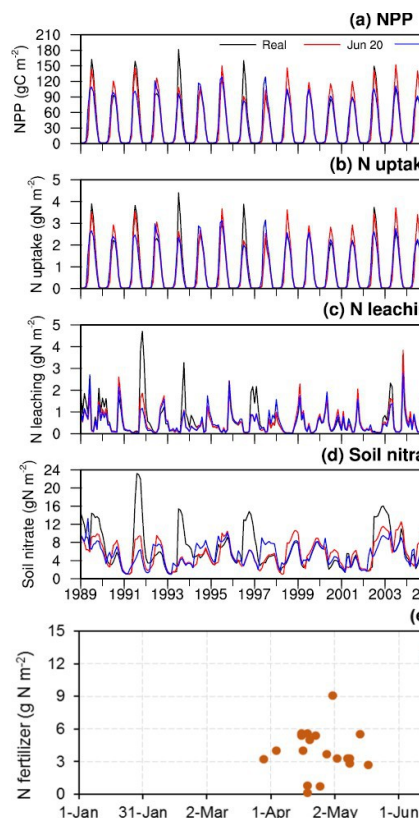 (a) NPP
210
180
150
120
90
60
30
0
NPP (gC m⁻²)
Real
Jun 20
(b) N uptak
5
4
3
2
1
0
N uptake (gN m⁻²)
(c) N leachi
5
4
3
2
1
0
N leaching (gN m⁻²)
(d) Soil nitra
24
20
16
12
8
4
0
Soil nitrate (gN m⁻²)
1989 1991 1993 1995 1997 1999 2001 2003 2
(e
15
12
9
6
3
0
N fertilizer (g N m⁻²)
1-Jan 31-Jan 2-Mar 1-Apr 2-May 1-Jun